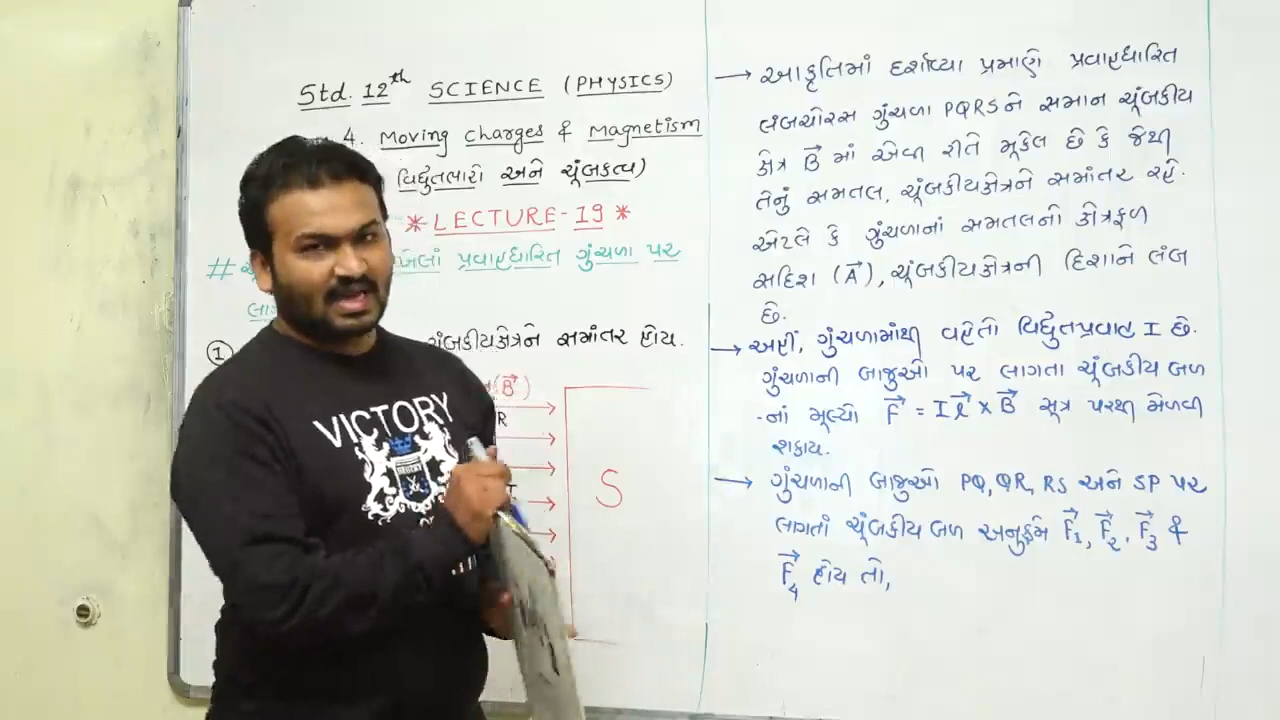 Std. 12th SCIENCE (PHYSICS)
4. Moving charges & Magnetism
વિદ્યુતભારો અને ચૂંબકત્વ)
* LECTURE-19 *
# પ્રવાહધારિત ગુંચળા પર
① ચૂંબકીયક્ષેત્રને સમાંતર હોય.
(B⃗)
R
S
VICTORY
→ આકૃતિમાં દર્શાવ્યા પ્રમાણે પ્રવાહધારિત
લંબચોરસ ગુંચળા PQRS ને સમાન ચૂંબકીય
ક્ષેત્ર B⃗ માં એવી રીતે મૂકેલ છે કે જેથી
તેનું સમતલ, ચૂંબકીયક્ષેત્રને સમાંતર રહે.
એટલે કે ગુંચળાનાં સમતલનો ક્ષેત્રફળ
સદિશ (A⃗), ચૂંબકીયક્ષેત્રની દિશાને લંબ
છે.
→ અહીં, ગુંચળામાંથી વહેતો વિદ્યુતપ્રવાહ I છે.
ગુંચળાની બાજુઓ પર લાગતા ચૂંબકીય બળ
-નાં મૂલ્યો F⃗ = I l⃗ × B⃗ સૂત્ર પરથી મેળવી
શકાય.
→ ગુંચળાની બાજુઓ PQ, QR, RS અને SP પર
લાગતાં ચૂંબકીય બળ અનુક્રમે F⃗₁, F⃗₂, F⃗₃ &
F⃗₄ હોય તો,